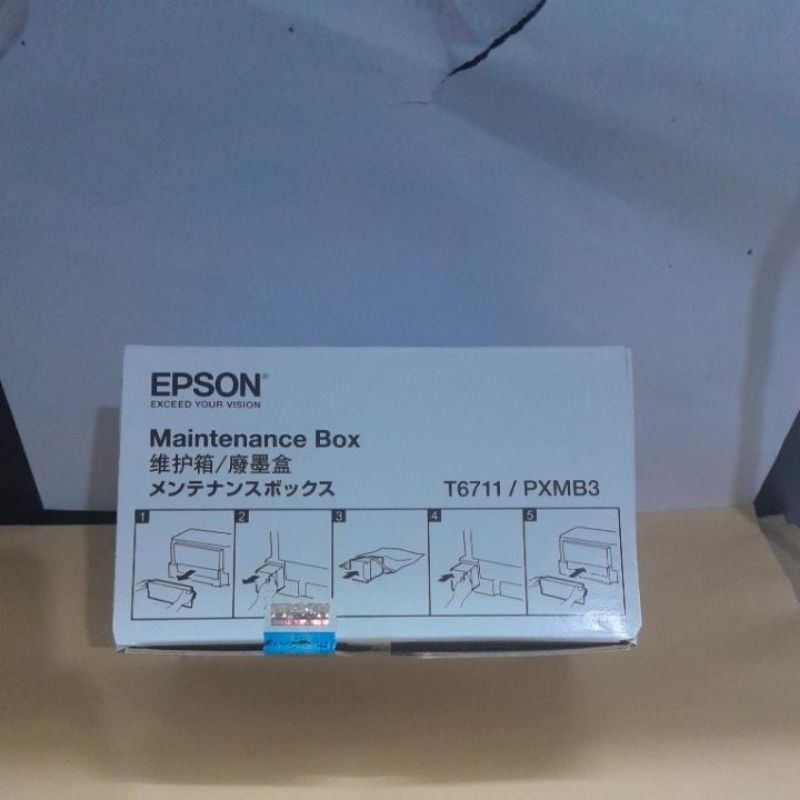 EPSON®
EXCEED YOUR VISION
Maintenance Box
维护箱/廢墨盒
メンテナンスボックス
T6711 / PXMB3
1
2
3
4
5